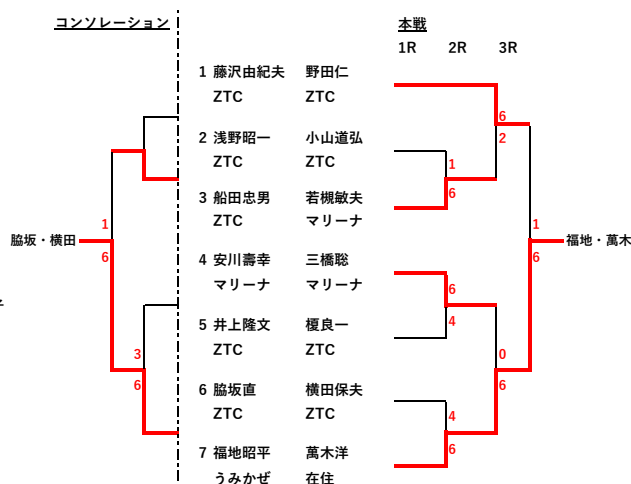 コンソレーション
本戦
1R 2R 3R
1 藤沢由紀夫 野田仁
ZTC ZTC
6
2
2 浅野昭一 小山道弘
ZTC ZTC
1
6
3 船田忠男 若槻敏夫
ZTC マリーナ
1
6
脇坂・横田
1
6
福地・萬木
4 安川壽幸 三橋聡
マリーナ マリーナ
6
4
5 井上隆文 榎良一
ZTC ZTC
3
6
0
6
6 脇坂直 横田保夫
ZTC ZTC
4
6
7 福地昭平 萬木洋
うみかぜ 在住